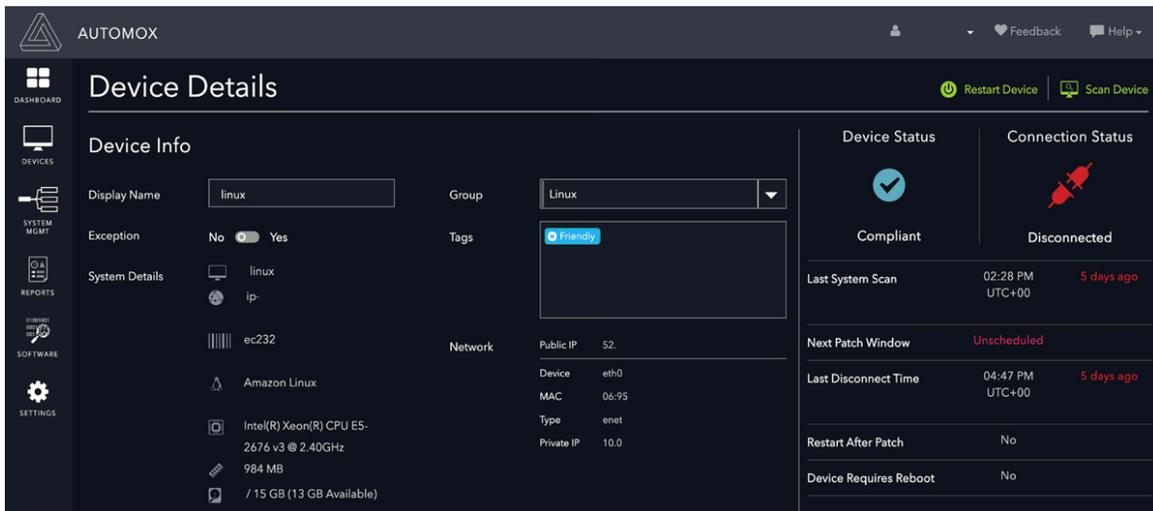 AUTOMOX
Feedback
Help
DASHBOARD
DEVICES
SYSTEM
MGMT
REPORTS
SOFTWARE
SETTINGS
Device Details
Restart Device
Scan Device
Device Info
Display Name
linux
Exception
No Yes
System Details
linux
ip-
ec232
Amazon Linux
Intel(R) Xeon(R) CPU E5-
2676 v3 @ 2.40GHz
984 MB
/ 15 GB (13 GB Available)
Group
Linux
Tags
Friendly
Network
Public IP 52.
Device eth0
MAC 06:95
Type enet
Private IP 10.0
Device Status
Compliant
Connection Status
Disconnected
Last System Scan 02:28 PM 5 days ago
UTC+00
Next Patch Window Unscheduled
Last Disconnect Time 04:47 PM 5 days ago
UTC+00
Restart After Patch No
Device Requires Reboot No